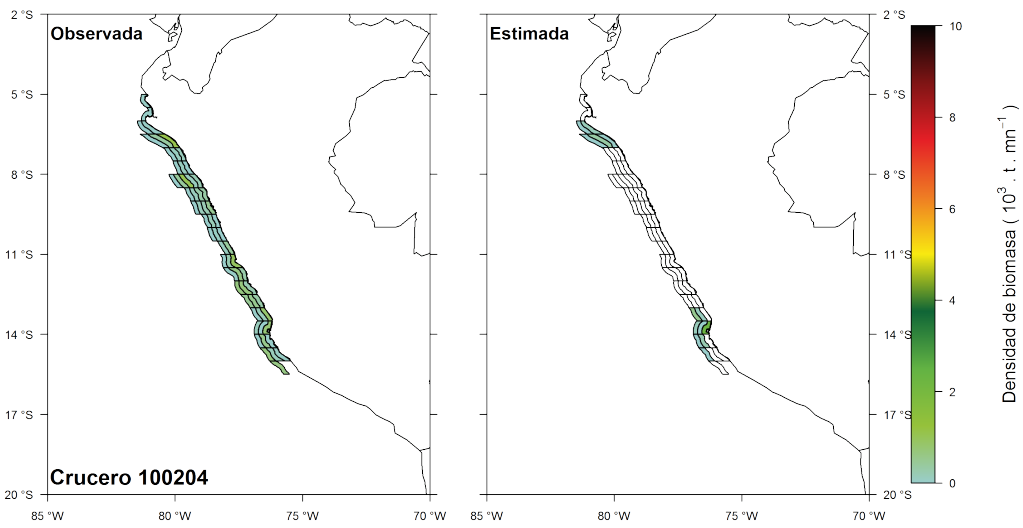 Observada
2 °S
5 °S
8 °S
11 °S
14 °S
17 °S
20 °S
Crucero 100204
85 °W
80 °W
75 °W
70 °W
Estimada
2 °S
5 °S
8 °S
11 °S
14 °S
17 °S
20 °S
85 °W
80 °W
75 °W
70 °W
10
8
6
4
2
0
Densidad de biomasa ( 10³ . t . mn⁻¹ )